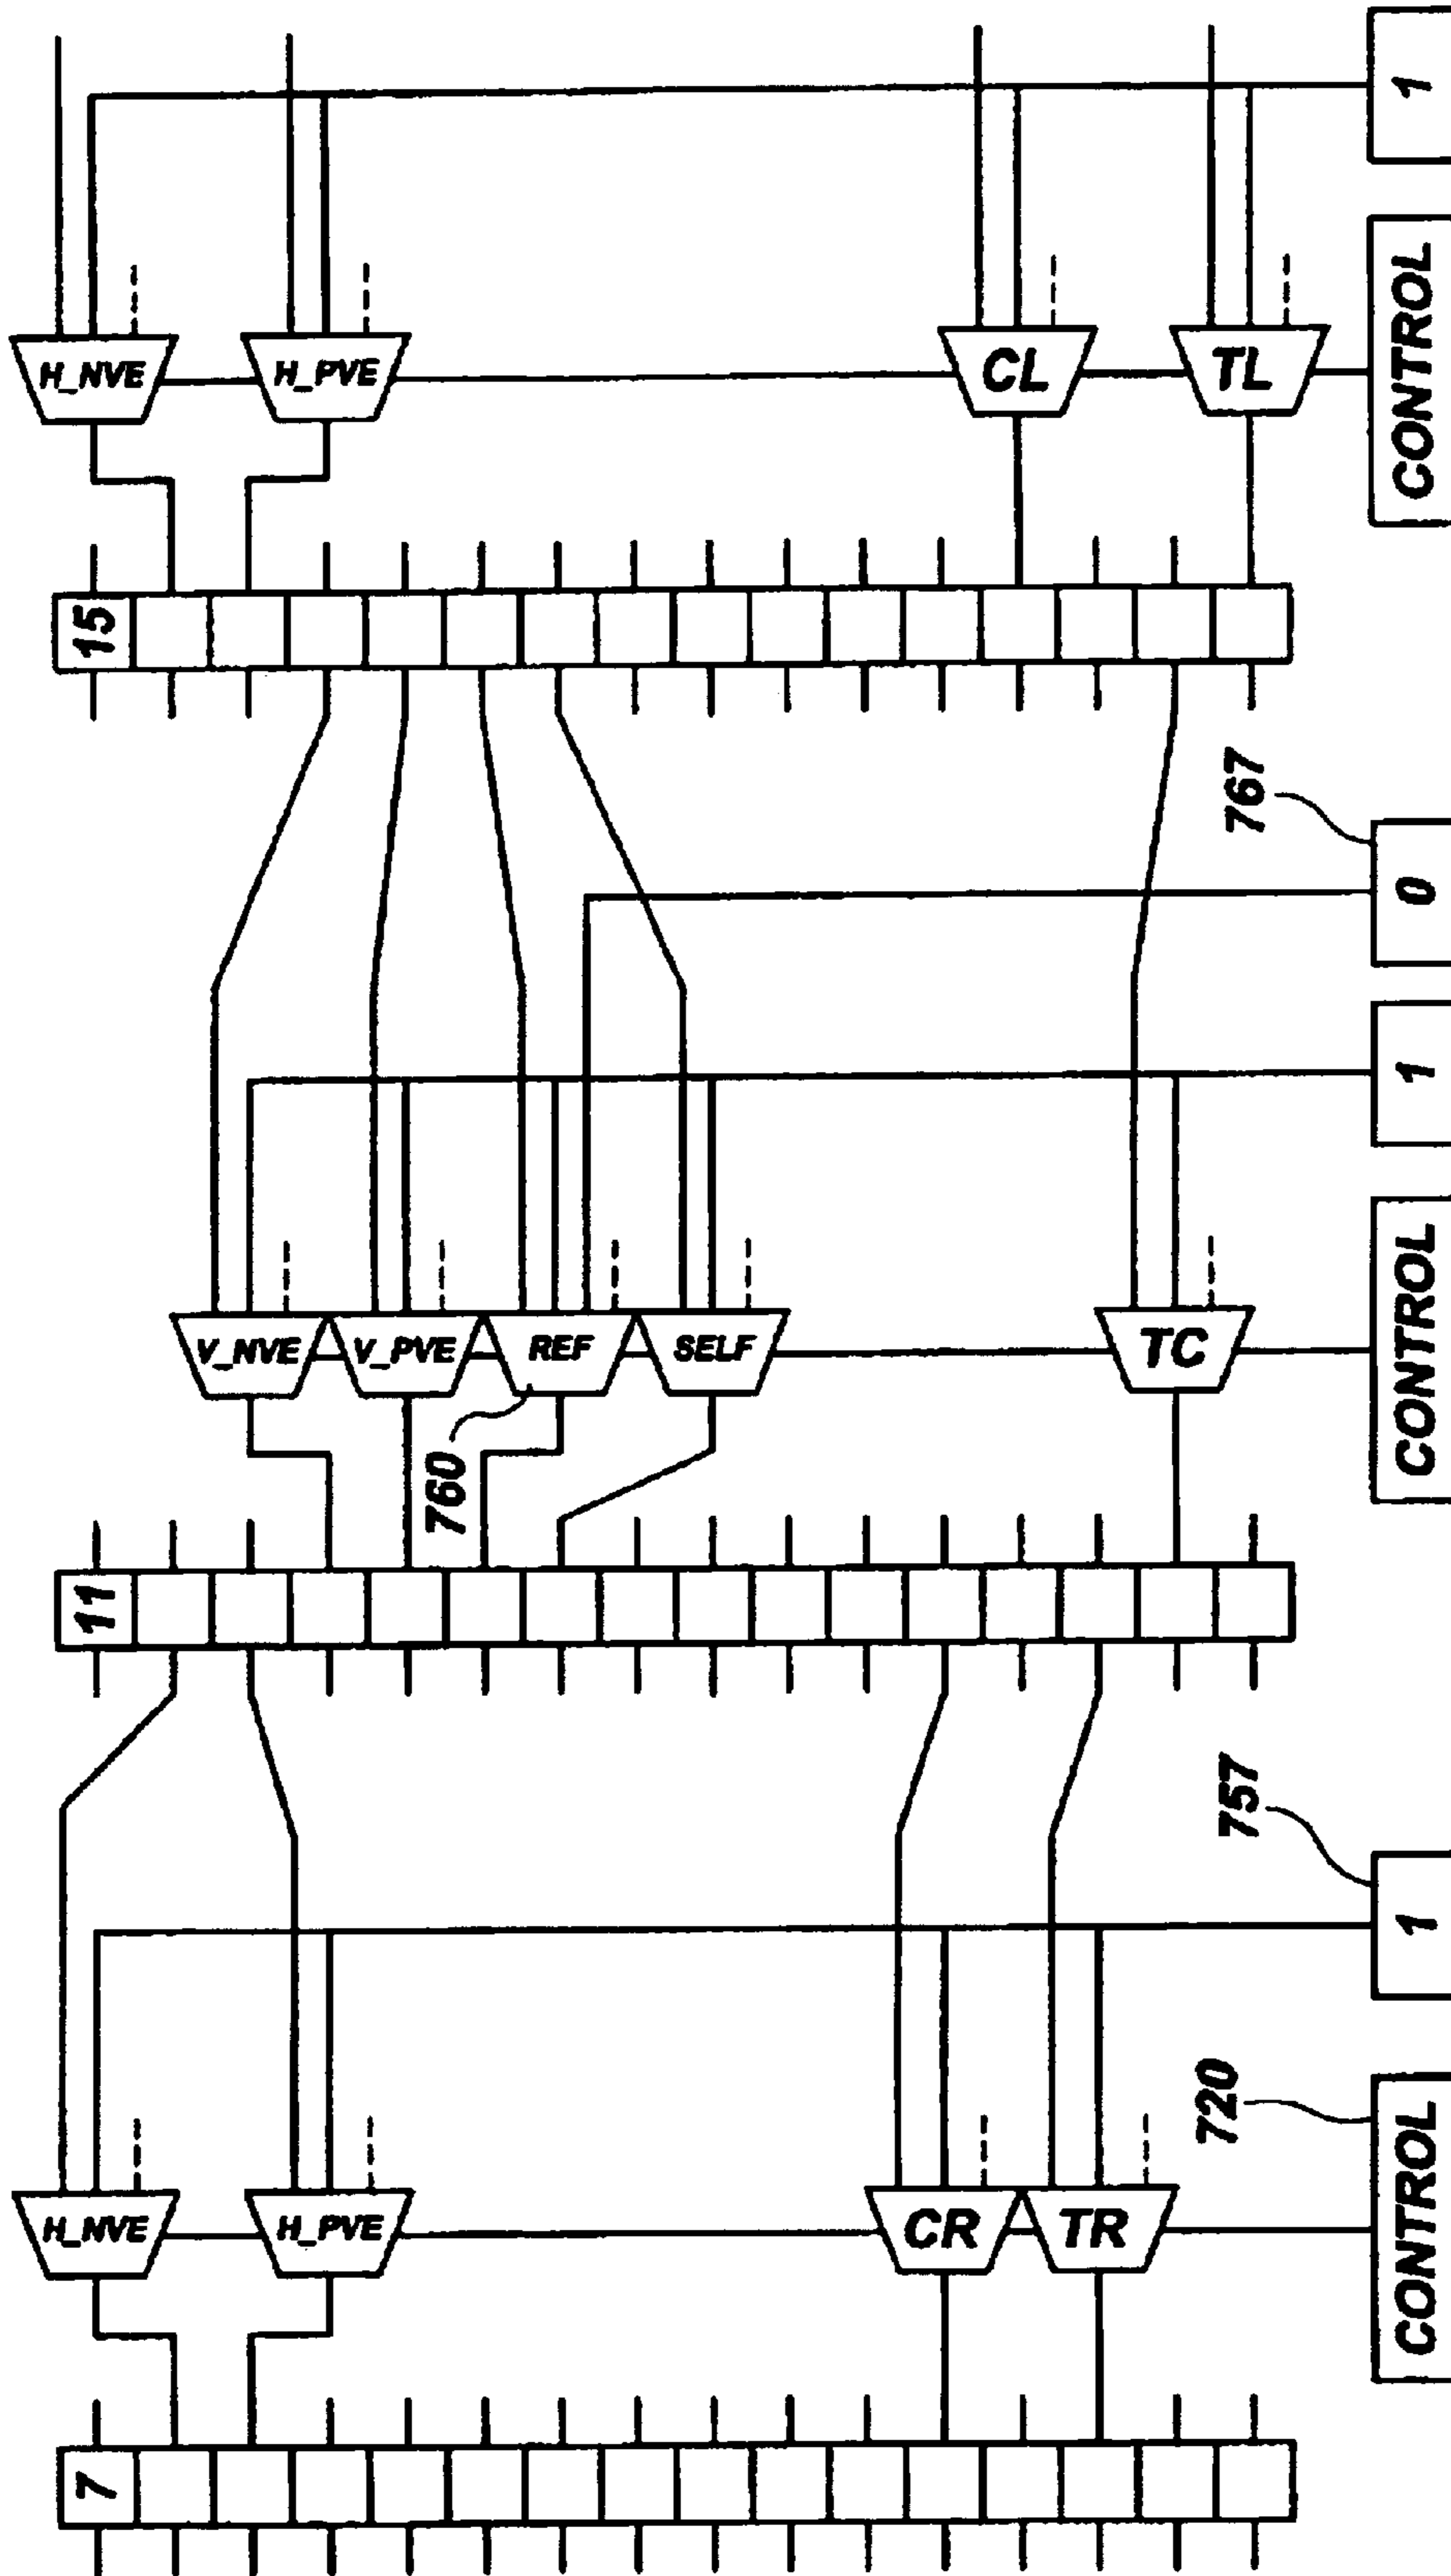 H_NVE
H_PVE
CL
TL
CONTROL
1
15
767
0
1
V_NVE
V_PVE
REF
SELF
TC
CONTROL
760
11
757
1
720
H_NVE
H_PVE
CR
TR
CONTROL
7